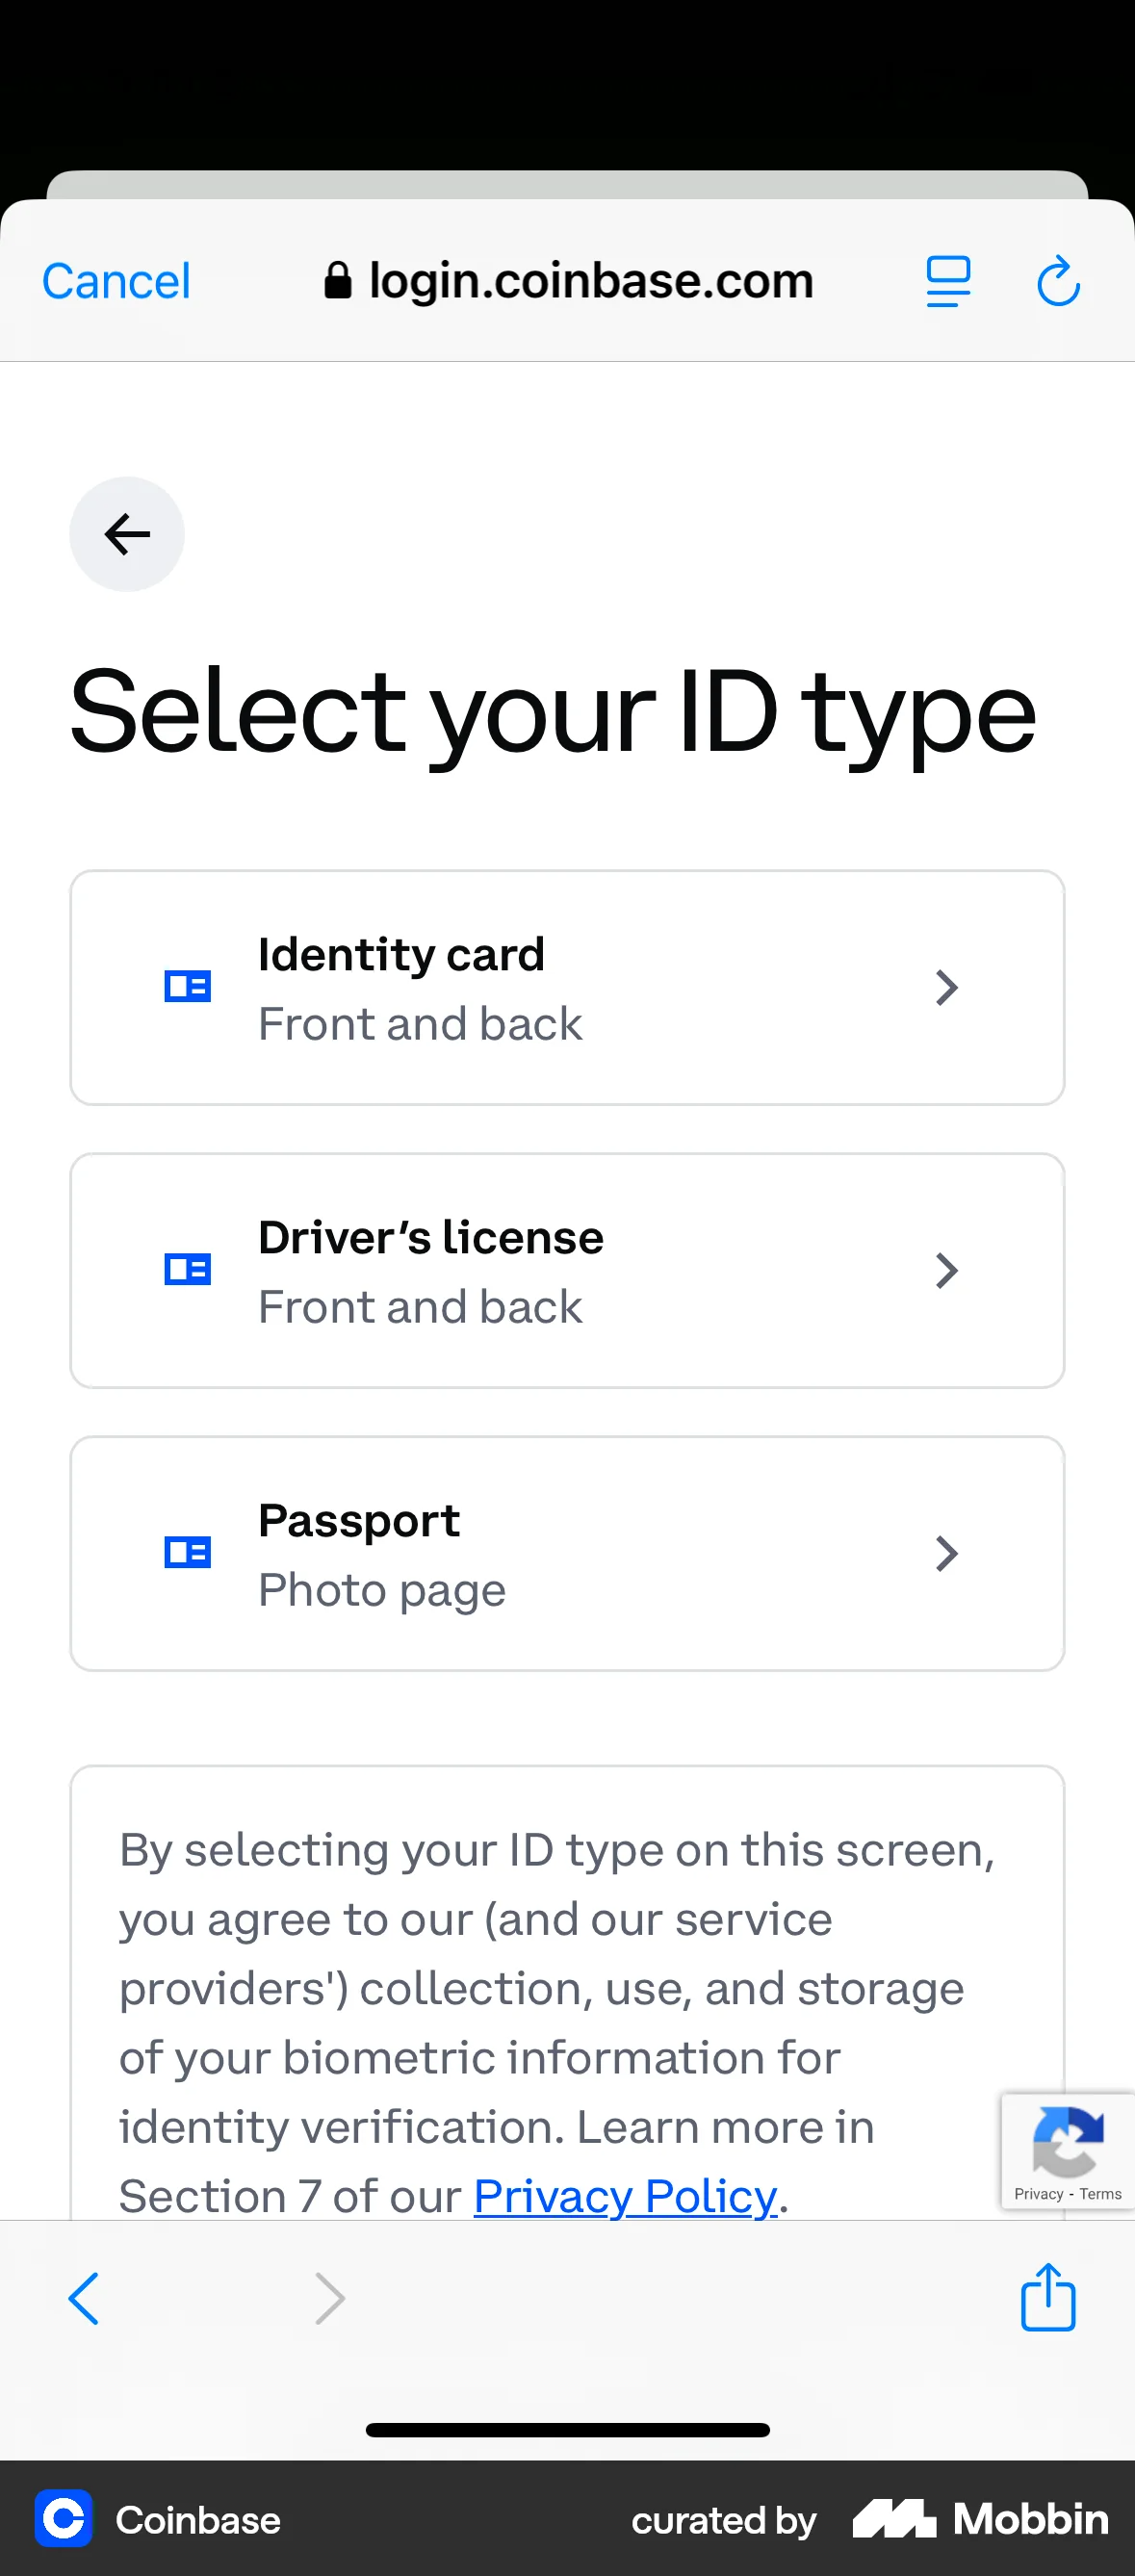 Cancel
login.coinbase.com
Select your ID type
Identity card
Front and back
Driver’s license
Front and back
Passport
Photo page
By selecting your ID type on this screen,
you agree to our (and our service
providers') collection, use, and storage
of your biometric information for
identity verification. Learn more in
Section 7 of our Privacy Policy.
Privacy - Terms
Coinbase
curated by Mobbin